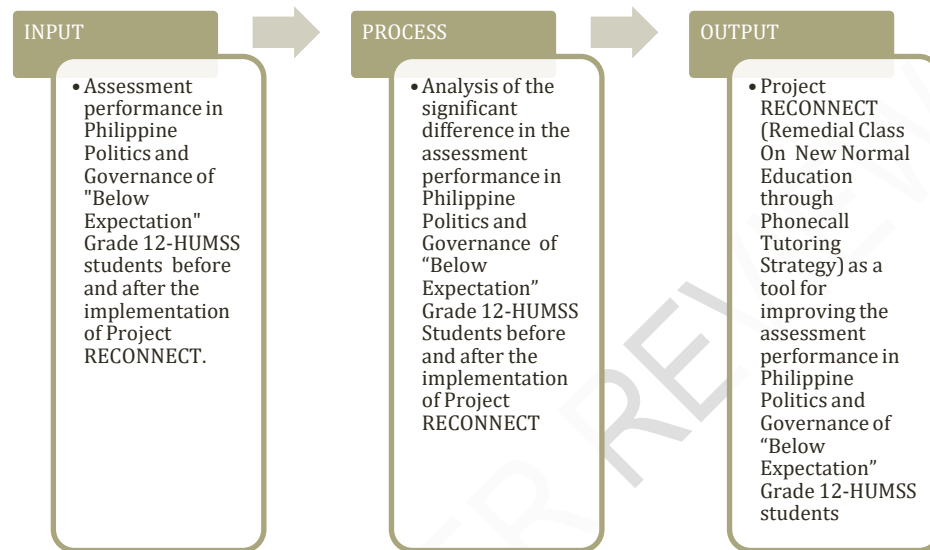 INPUT
• Assessment
performance in
Philippine
Politics and
Governance of
"Below
Expectation"
Grade 12-HUMSS
students before
and after the
implementation
of Project
RECONNECT.
PROCESS
• Analysis of the
significant
difference in the
assessment
performance in
Philippine
Politics and
Governance of
“Below
Expectation”
Grade 12-HUMSS
Students before
and after the
implementation
of Project
RECONNECT
OUTPUT
• Project
RECONNECT
(Remedial Class
On New Normal
Education
through
Phonecall
Tutoring
Strategy) as a
tool for
improving the
assessment
performance in
Philippine
Politics and
Governance of
“Below
Expectation”
Grade 12-HUMSS
students
ER REVIEW